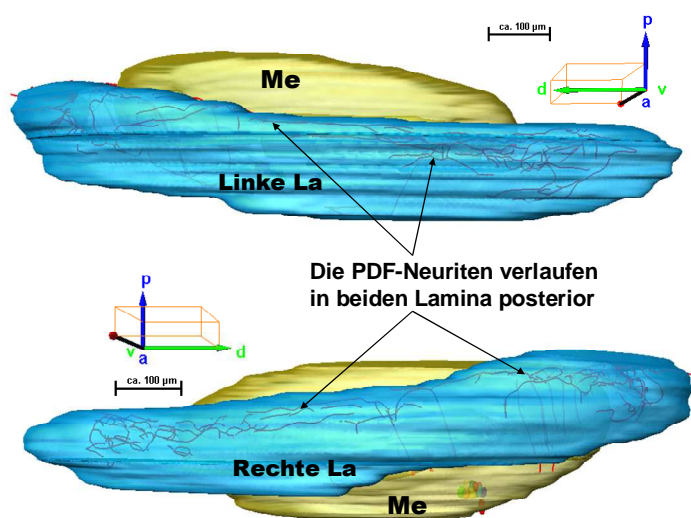 ca. 100 µm
Me
p
d
v
a
Linke La
Die PDF-Neuriten verlaufen
in beiden Lamina posterior
p
v
a
d
ca. 100 µm
Rechte La
Me